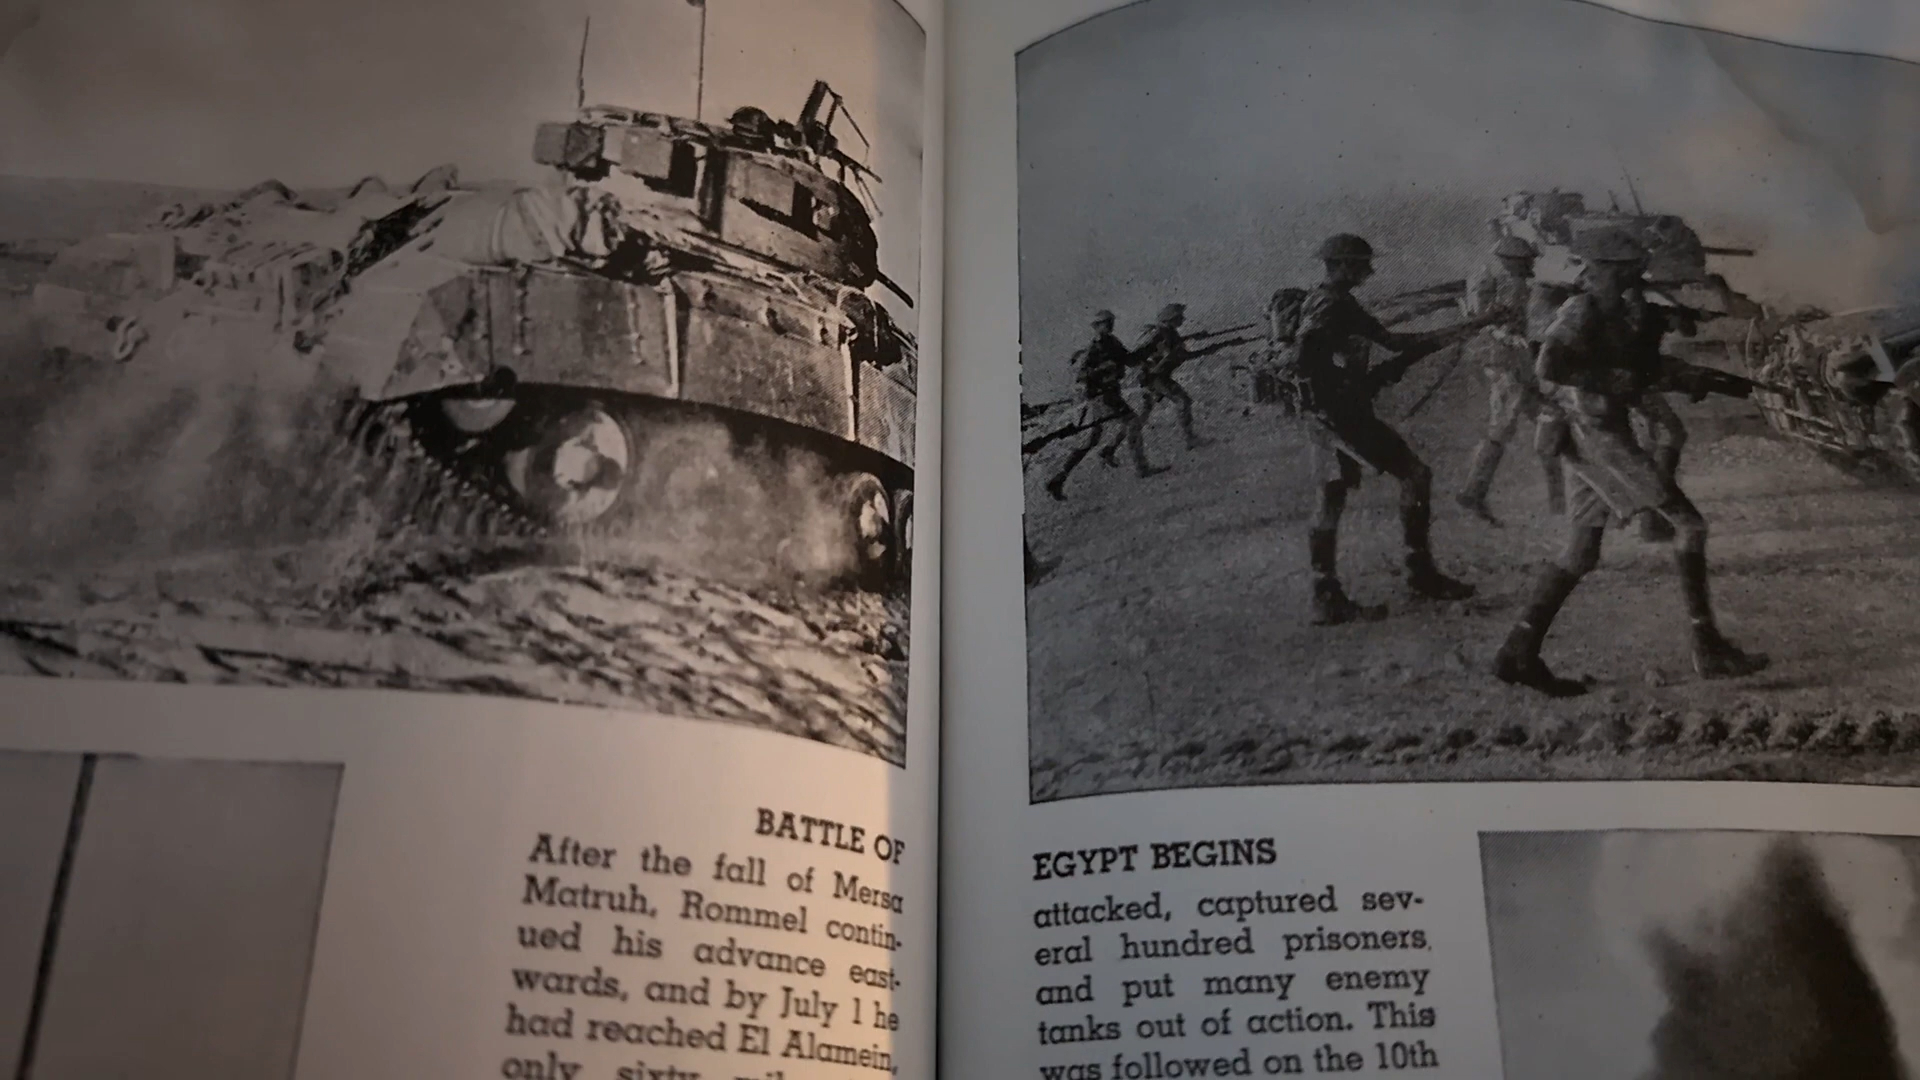 BATTLE OF
After the fall of Mersa
Matruh, Rommel contin-
ued his advance east-
wards, and by July 1 he
had reached El Alamein,
only sixty
EGYPT BEGINS
attacked, captured sev-
eral hundred prisoners,
and put many enemy
tanks out of action. This
was followed on the 10th